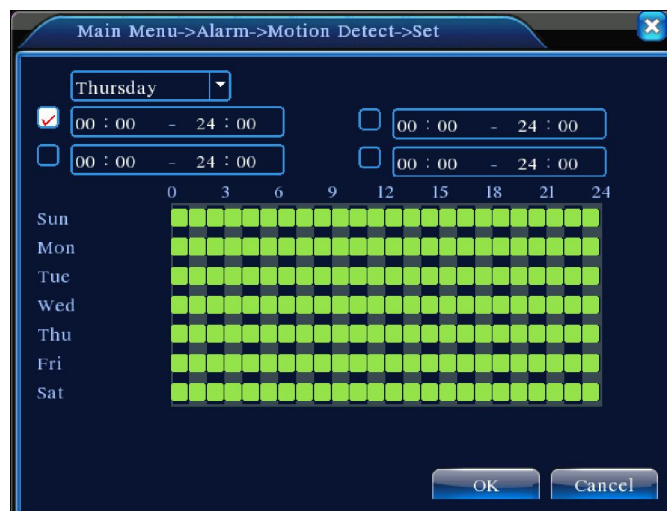 Main Menu->Alarm->Motion Detect->Set
Thursday
00 : 00 - 24 : 00
00 : 00 - 24 : 00
00 : 00 - 24 : 00
00 : 00 - 24 : 00
0 3 6 9 12 15 18 21 24
Sun
Mon
Tue
Wed
Thu
Fri
Sat
OK Cancel